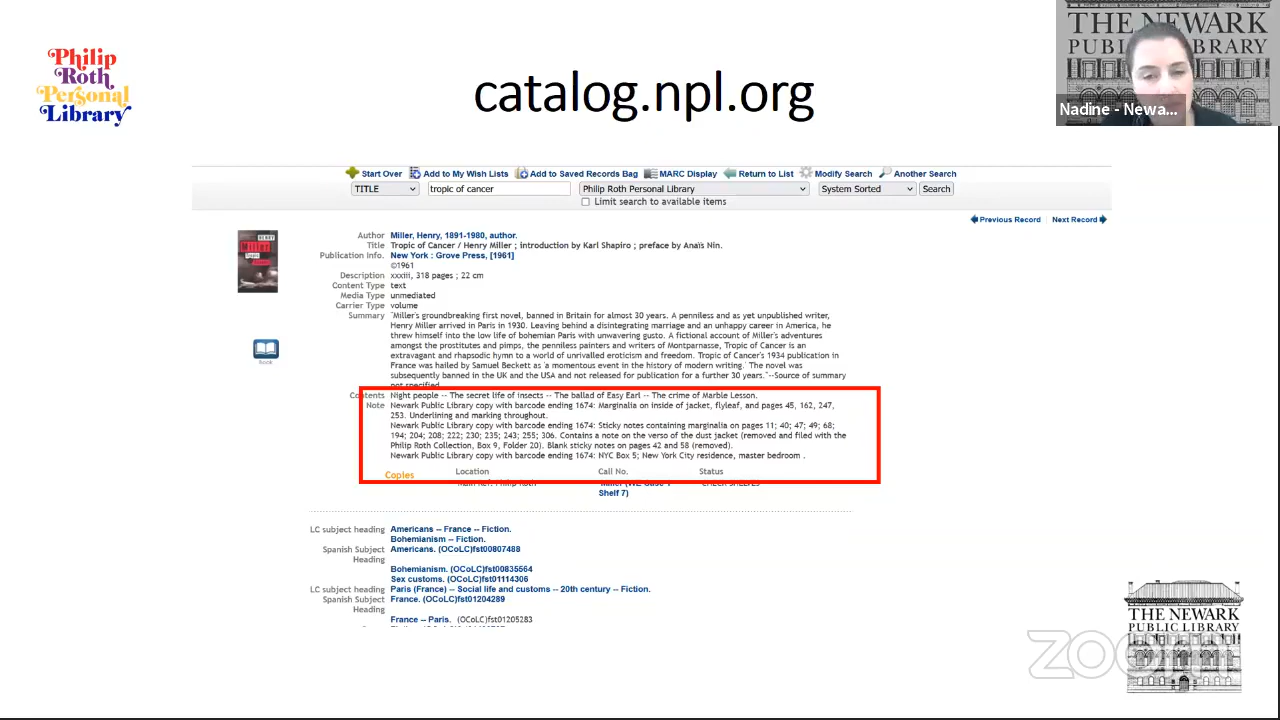 Philip
Roth
Personal
Library
catalog.npl.org
THE NEWARK
PUBLIC LIBRARY
Nadine - Newa...
Start Over Add to My Wish Lists Add to Saved Records Bag MARC Display Return to List Modify Search Another Search
TITLE tropic of cancer Philip Roth Personal Library System Sorted Search
Limit search to available items
Previous Record Next Record
Author Miller, Henry, 1891-1980, author.
Title Tropic of Cancer / Henry Miller ; introduction by Karl Shapiro ; preface by Anaïs Nin.
Publication Info. New York : Grove Press, [1961]
©1961
Description xxxiii, 318 pages ; 22 cm
Content Type text
Media Type unmediated
Carrier Type volume
Summary "Miller's groundbreaking first novel, banned in Britain for almost 30 years. A penniless and as yet unpublished writer,
Henry Miller arrived in Paris in 1930. Leaving behind a disintegrating marriage and an unhappy career in America, he
threw himself into the low life of bohemian Paris with unwavering gusto. A fictional account of Miller's adventures
amongst the prostitutes and pimps, the penniless painters and writers of Montparnasse, Tropic of Cancer is an
extravagant and rhapsodic hymn to a world of unrivalled eroticism and freedom. Tropic of Cancer's 1934 publication in
France was hailed by Samuel Beckett as 'a momentous event in the history of modern writing.' The novel was
subsequently banned in the UK and the USA and not released for publication for a further 30 years."--Source of summary
not specified.
Contents Night people -- The secret life of insects -- The ballad of Easy Earl -- The crime of Marble Lesson.
Note Newark Public Library copy with barcode ending 1674: Marginalia on inside of jacket, flyleaf, and pages 45, 162, 247,
253. Underlining and marking throughout.
Newark Public Library copy with barcode ending 1674: Sticky notes containing marginalia on pages 11; 40; 47; 49; 68;
194; 204; 208; 222; 230; 235; 243; 255; 306. Contains a note on the verso of the dust jacket (removed and filed with the
Philip Roth Collection, Box 9, Folder 20). Blank sticky notes on pages 42 and 58 (removed).
Newark Public Library copy with barcode ending 1674: NYC Box 5; New York City residence, master bedroom .
Copies Location Call No. Status
Main Ref. Philip Roth Miller (WE Case 1 CHECK SHELVES
Shelf 7)
LC subject heading Americans -- France -- Fiction.
Bohemianism -- Fiction.
Spanish Subject Americans. (OCoLC)fst00807488
Heading
Bohemianism. (OCoLC)fst00835564
Sex customs. (OCoLC)fst01114306
LC subject heading Paris (France) -- Social life and customs -- 20th century -- Fiction.
Spanish Subject France. (OCoLC)fst01204289
Heading
France -- Paris. (OCoLC)fst01205283
HENRY
Miller
Book
THE NEWARK
PUBLIC LIBRARY
zoom